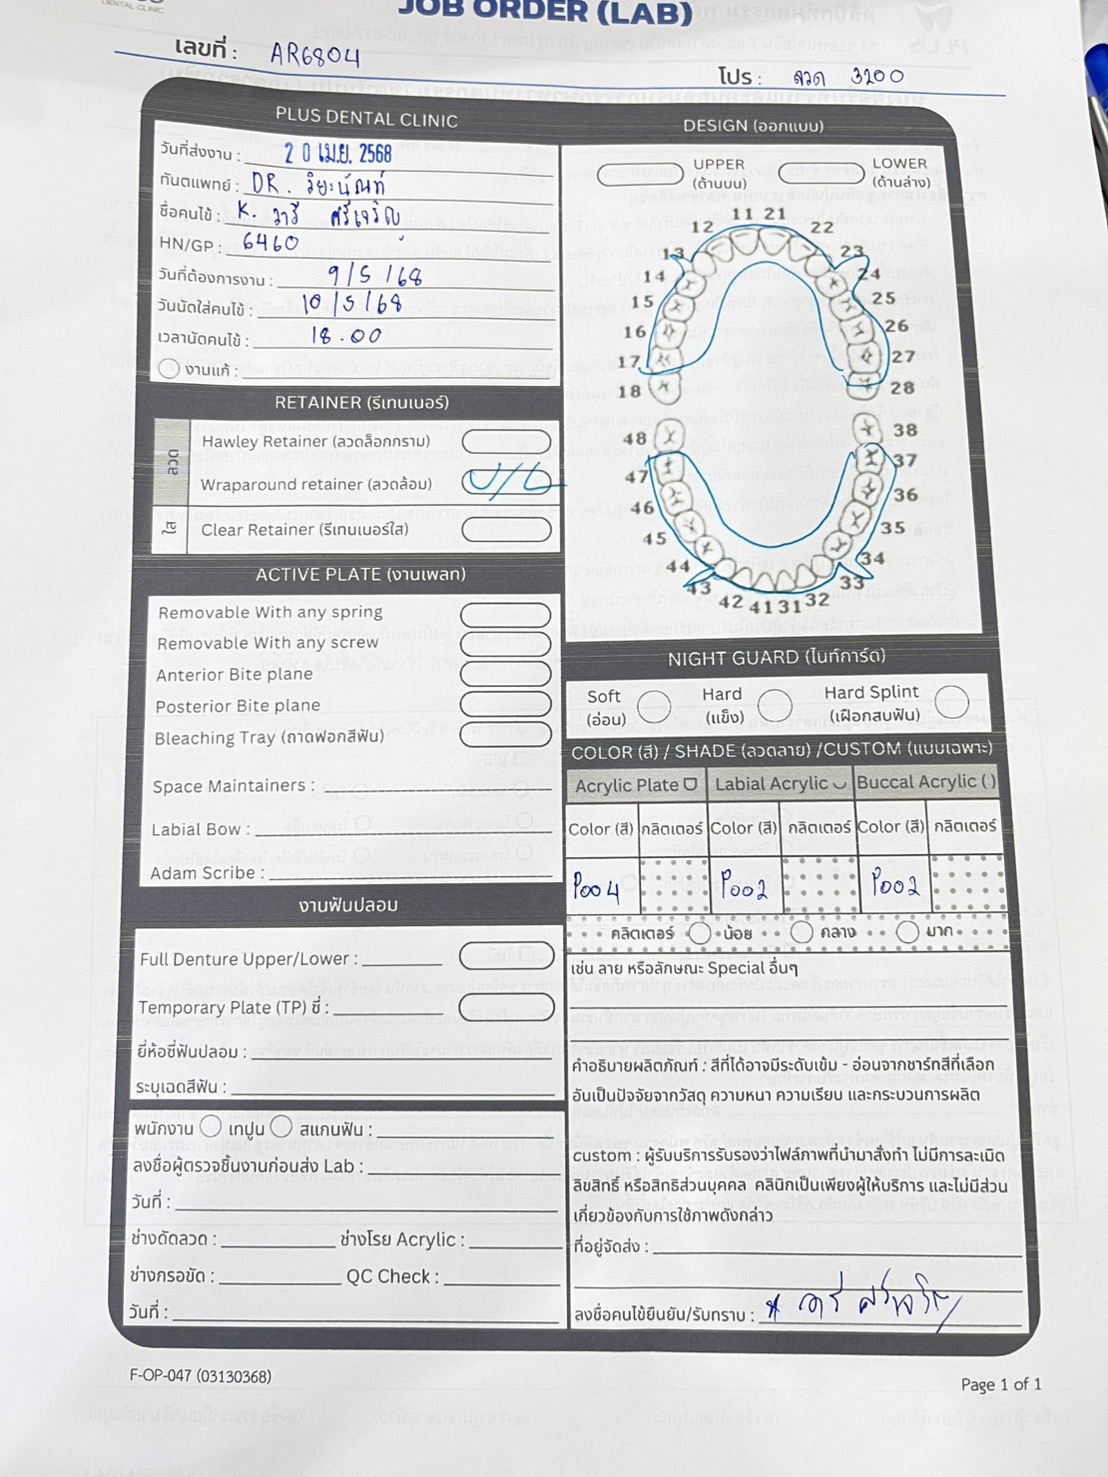 DENTAL CLINIC
JOB ORDER (LAB)
เลขที่ : AR6804
โปร : ลวด 3200
PLUS DENTAL CLINIC
วันที่ส่งงาน : 20 เม.ย. 2568
ทันตแพทย์ : DR.
ชื่อคนไข้ : K. วารี ศรีเจริญ
HN/GP : 6460
วันที่ต้องการงาน : 9/5/68
วันนัดใส่คนไข้ : 10/5/68
เวลานัดคนไข้ : 18.00
งานแก้ :
RETAINER (รีเทนเนอร์)
ลวด
Hawley Retainer (ลวดล็อกกราม)
Wraparound retainer (ลวดล้อม) U/L
ใส
Clear Retainer (รีเทนเนอร์ใส)
ACTIVE PLATE (งานเพลท)
Removable With any spring
Removable With any screw
Anterior Bite plane
Posterior Bite plane
Bleaching Tray (ถาดฟอกสีฟัน)
Space Maintainers :
Labial Bow :
Adam Scribe :
งานฟันปลอม
Full Denture Upper/Lower :
Temporary Plate (TP) ซี่ :
ยี่ห้อซี่ฟันปลอม :
ระบุเฉดสีฟัน :
พนักงาน เทปูน สแกนฟัน :
ลงชื่อผู้ตรวจชิ้นงานก่อนส่ง Lab :
วันที่ :
ช่างดัดลวด : ช่างโรย Acrylic :
ช่างกรอขัด : QC Check :
วันที่ :
DESIGN (ออกแบบ)
UPPER (ด้านบน) LOWER (ด้านล่าง)
11 21
12 22
13 23
14 24
15 25
16 26
17 27
18 28
48 38
47 37
46 36
45 35
44 34
43 33
42 41 31 32
NIGHT GUARD (ไนท์การ์ด)
Soft (อ่อน) Hard (แข็ง) Hard Splint (เฝือกสบฟัน)
COLOR (สี) / SHADE (ลวดลาย) /CUSTOM (แบบเฉพาะ)
Acrylic Plate Labial Acrylic Buccal Acrylic ( )
Color (สี) กลิตเตอร์ Color (สี) กลิตเตอร์ Color (สี) กลิตเตอร์
P004 P002 P002
กลิตเตอร์ น้อย กลาง มาก
เช่น ลาย หรือลักษณะ Special อื่นๆ
คำอธิบายผลิตภัณฑ์ : สีที่ได้อาจมีระดับเข้ม - อ่อนจากชาร์ทสีที่เลือก
อันเป็นปัจจัยจากวัสดุ ความหนา ความเรียบ และกระบวนการผลิต
custom : ผู้รับบริการรับรองว่าไฟล์ภาพที่นำมาสั่งทำ ไม่มีการละเมิด
ลิขสิทธิ์ หรือสิทธิส่วนบุคคล คลินิกเป็นเพียงผู้ให้บริการ และไม่มีส่วน
เกี่ยวข้องกับการใช้ภาพดังกล่าว
ที่อยู่จัดส่ง :
ลงชื่อคนไข้ยืนยัน/รับทราบ : * วารี ศรีเจริญ
F-OP-047 (03130368)
Page 1 of 1